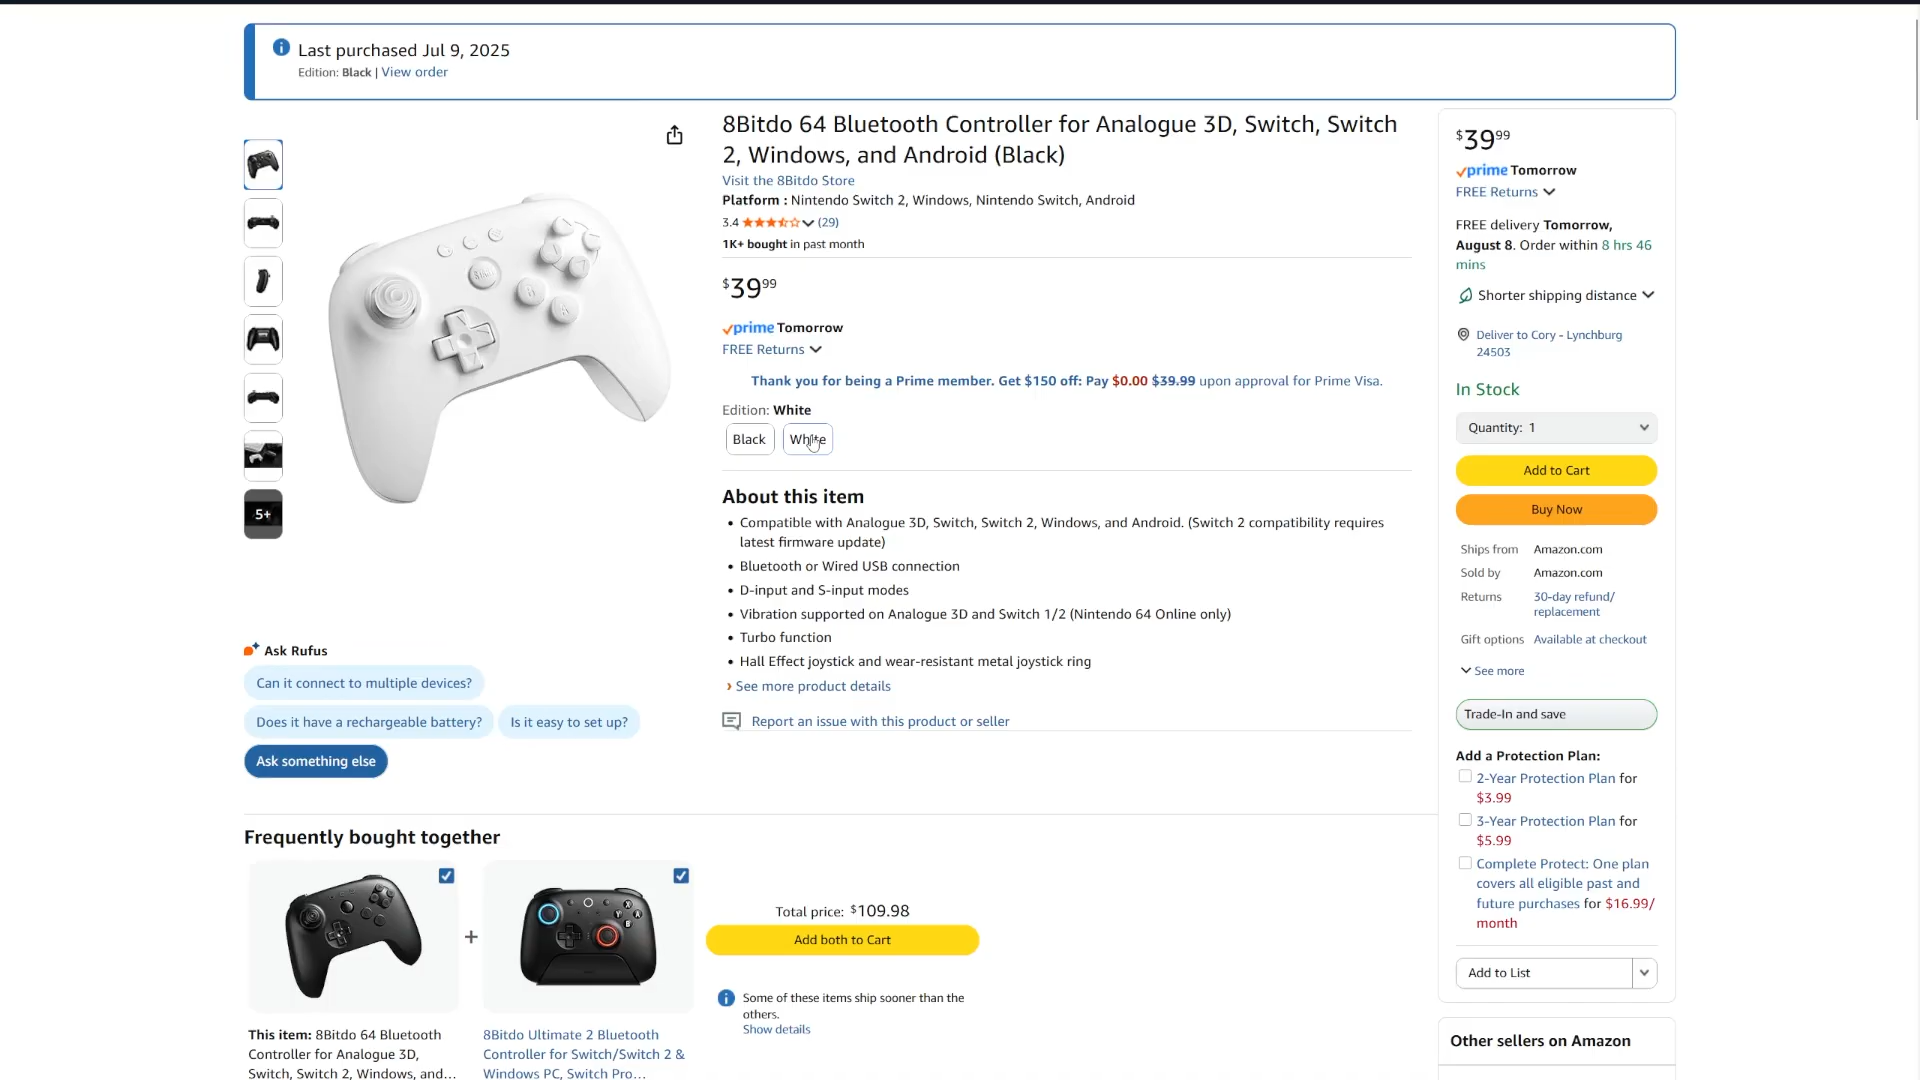 Last purchased Jul 9, 2025
Edition: Black | View order
8Bitdo 64 Bluetooth Controller for Analogue 3D, Switch, Switch
2, Windows, and Android (Black)
Visit the 8Bitdo Store
Platform : Nintendo Switch 2, Windows, Nintendo Switch, Android
3.4 (29)
1K+ bought in past month
$39.99
prime Tomorrow
FREE Returns
Thank you for being a Prime member. Get $150 off: Pay $0.00 $39.99 upon approval for Prime Visa.
Edition: White
Black
White
About this item
• Compatible with Analogue 3D, Switch, Switch 2, Windows, and Android. (Switch 2 compatibility requires
latest firmware update)
• Bluetooth or Wired USB connection
• D-input and S-input modes
• Vibration supported on Analogue 3D and Switch 1/2 (Nintendo 64 Online only)
• Turbo function
• Hall Effect joystick and wear-resistant metal joystick ring
› See more product details
Report an issue with this product or seller
5+
Ask Rufus
Can it connect to multiple devices?
Does it have a rechargeable battery?
Is it easy to set up?
Ask something else
$39.99
prime Tomorrow
FREE Returns
FREE delivery Tomorrow,
August 8. Order within 8 hrs 46
mins
Shorter shipping distance
Deliver to Cory - Lynchburg
24503
In Stock
Quantity: 1
Add to Cart
Buy Now
Ships from Amazon.com
Sold by Amazon.com
Returns 30-day refund/
replacement
Gift options Available at checkout
See more
Trade-In and save
Add a Protection Plan:
2-Year Protection Plan for
$3.99
3-Year Protection Plan for
$5.99
Complete Protect: One plan
covers all eligible past and
future purchases for $16.99/
month
Add to List
Other sellers on Amazon
Frequently bought together
+
Total price: $109.98
Add both to Cart
Some of these items ship sooner than the
others.
Show details
This item: 8Bitdo 64 Bluetooth
Controller for Analogue 3D,
Switch, Switch 2, Windows, and...
8Bitdo Ultimate 2 Bluetooth
Controller for Switch/Switch 2 &
Windows PC, Switch Pro...